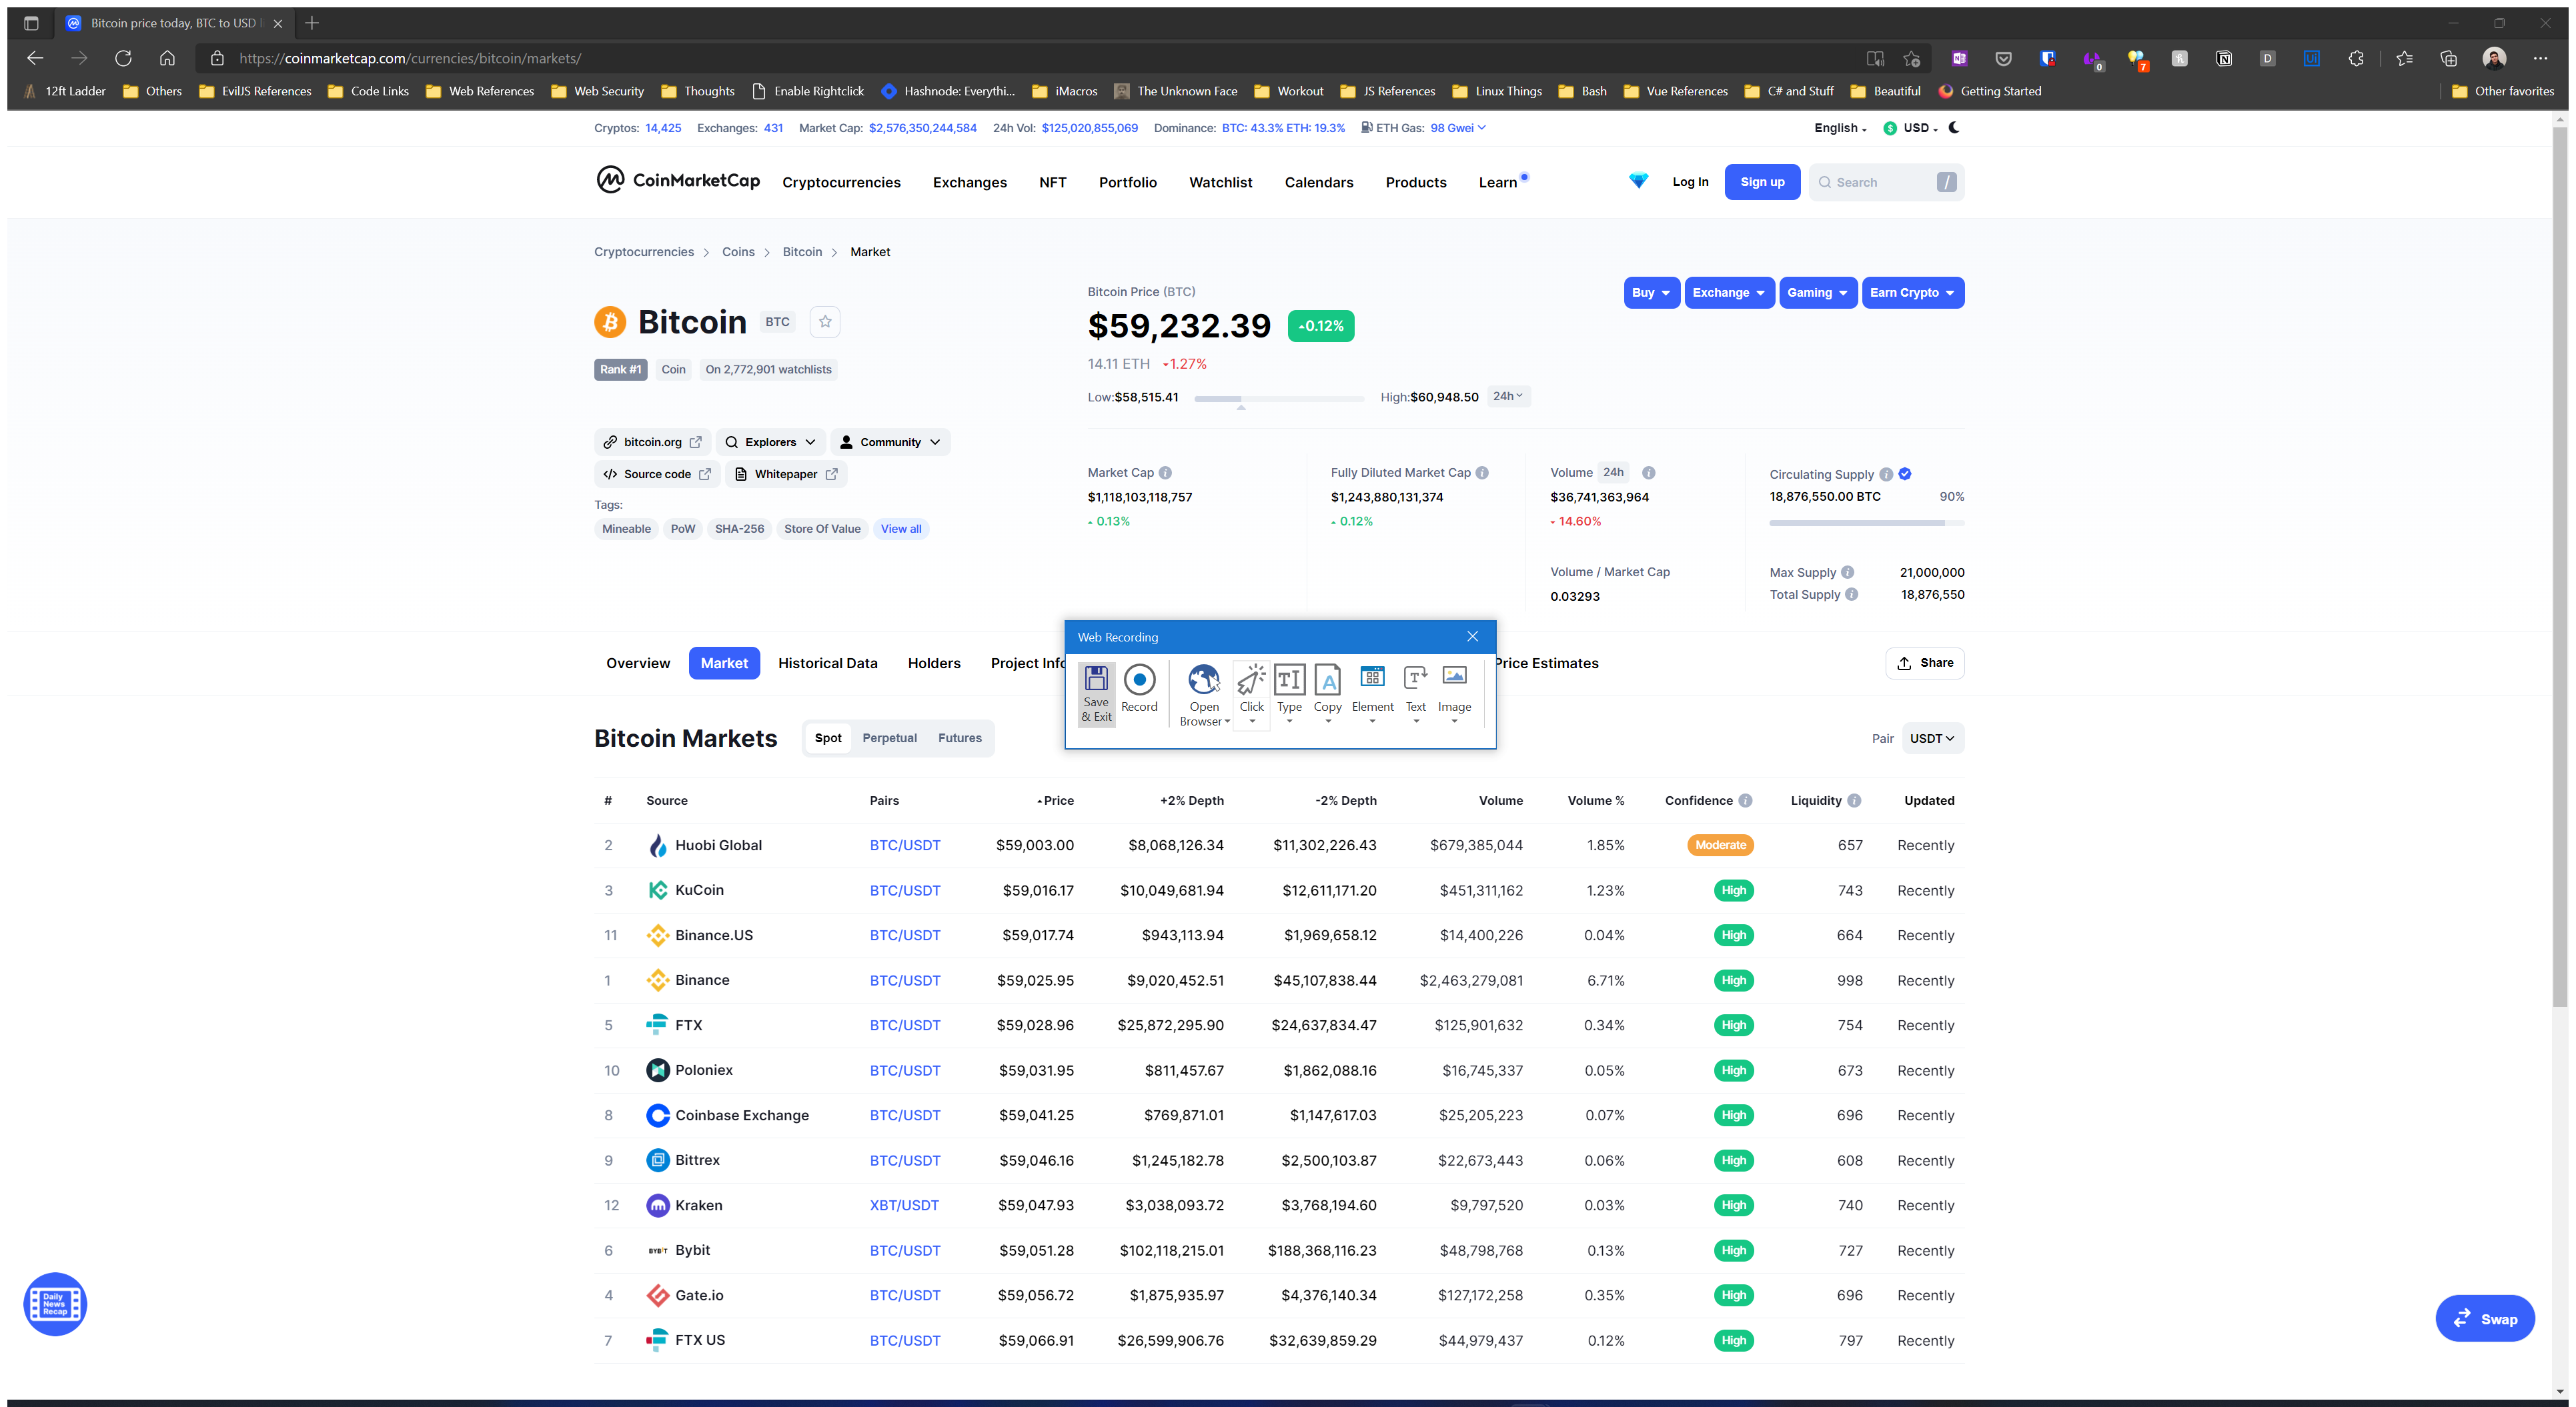 Bitcoin price today, BTC to USD
https://coinmarketcap.com/currencies/bitcoin/markets/
12ft Ladder Others EvilJS References Code Links Web References Web Security Thoughts Enable Rightclick Hashnode: Everythi... iMacros The Unknown Face Workout JS References Linux Things Bash Vue References C# and Stuff Beautiful Getting Started Other favorites
Cryptos: 14,425 Exchanges: 431 Market Cap: $2,576,350,244,584 24h Vol: $125,020,855,069 Dominance: BTC: 43.3% ETH: 19.3% ETH Gas: 98 Gwei English USD
CoinMarketCap Cryptocurrencies Exchanges NFT Portfolio Watchlist Calendars Products Learn Log In Sign up Search /
Cryptocurrencies > Coins > Bitcoin > Market
Bitcoin Price (BTC)
Buy Exchange Gaming Earn Crypto
Bitcoin BTC
$59,232.39 0.12%
14.11 ETH 1.27%
Rank #1 Coin On 2,772,901 watchlists
Low:$58,515.41 High:$60,948.50 24h
bitcoin.org Explorers Community
Source code Whitepaper
Tags:
Mineable PoW SHA-256 Store Of Value View all
Market Cap Fully Diluted Market Cap Volume 24h Circulating Supply
$1,118,103,118,757 $1,243,880,131,374 $36,741,363,964 18,876,550.00 BTC 90%
0.13% 0.12% 14.60%
Volume / Market Cap Max Supply 21,000,000
0.03293 Total Supply 18,876,550
Web Recording
Save & Exit Record Open Browser Click Type Copy Element Text Image
Overview Market Historical Data Holders Project Info Price Estimates Share
Bitcoin Markets Spot Perpetual Futures Pair USDT
# Source Pairs Price +2% Depth -2% Depth Volume Volume % Confidence Liquidity Updated
2 Huobi Global BTC/USDT $59,003.00 $8,068,126.34 $11,302,226.43 $679,385,044 1.85% Moderate 657 Recently
3 KuCoin BTC/USDT $59,016.17 $10,049,681.94 $12,611,171.20 $451,311,162 1.23% High 743 Recently
11 Binance.US BTC/USDT $59,017.74 $943,113.94 $1,969,658.12 $14,400,226 0.04% High 664 Recently
1 Binance BTC/USDT $59,025.95 $9,020,452.51 $45,107,838.44 $2,463,279,081 6.71% High 998 Recently
5 FTX BTC/USDT $59,028.96 $25,872,295.90 $24,637,834.47 $125,901,632 0.34% High 754 Recently
10 Poloniex BTC/USDT $59,031.95 $811,457.67 $1,862,088.16 $16,745,337 0.05% High 673 Recently
8 Coinbase Exchange BTC/USDT $59,041.25 $769,871.01 $1,147,617.03 $25,205,223 0.07% High 696 Recently
9 Bittrex BTC/USDT $59,046.16 $1,245,182.78 $2,500,103.87 $22,673,443 0.06% High 608 Recently
12 Kraken XBT/USDT $59,047.93 $3,038,093.72 $3,768,194.60 $9,797,520 0.03% High 740 Recently
6 BYBIT Bybit BTC/USDT $59,051.28 $102,118,215.01 $188,368,116.23 $48,798,768 0.13% High 727 Recently
4 Gate.io BTC/USDT $59,056.72 $1,875,935.97 $4,376,140.34 $127,172,258 0.35% High 696 Recently
7 FTX US BTC/USDT $59,066.91 $26,599,906.76 $32,639,859.29 $44,979,437 0.12% High 797 Recently
Daily
News
Recap
Swap